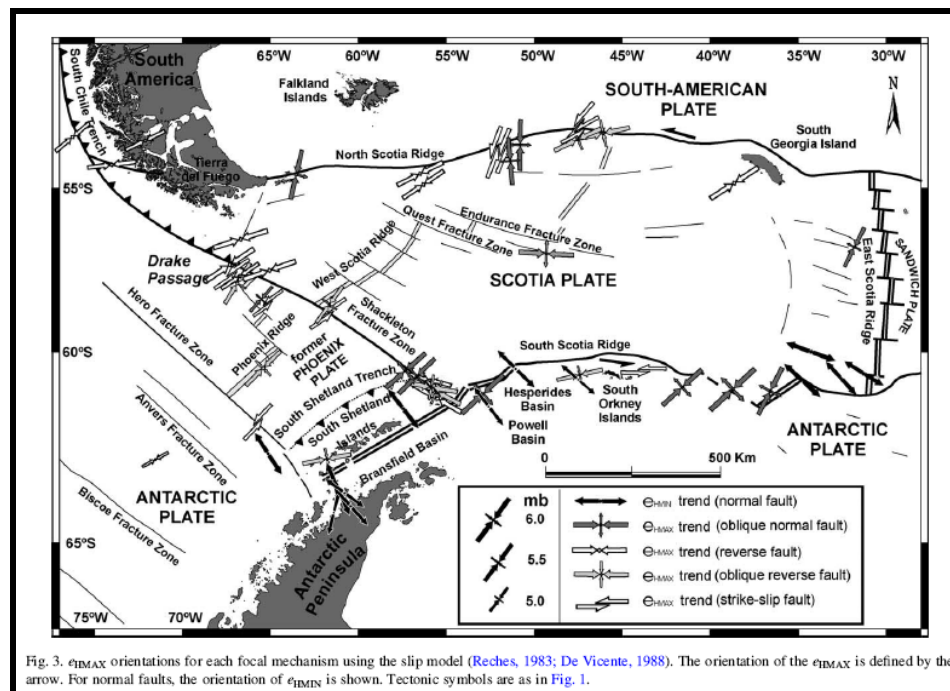 65ºW
60ºW
55ºW
50ºW
45ºW
40ºW
35ºW
30ºW
South America
South Chile Trench
Falkland Islands
SOUTH-AMERICAN PLATE
N
Tierra del Fuego
North Scotia Ridge
South Georgia Island
55ºS
Endurance Fracture Zone
Quest Fracture Zone
West Scotia Ridge
Drake Passage
SCOTIA PLATE
East Scotia Ridge
SANDWICH PLATE
Hero Fracture Zone
Phoenix Ridge
Shackleton Fracture Zone
former PHOENIX PLATE
60ºS
South Scotia Ridge
South Shetland Trench
South Shetland Islands
Hesperides Basin
South Orkney Islands
Powell Basin
Anvers Fracture Zone
Bransfield Basin
ANTARCTIC PLATE
0 500 Km
ANTARCTIC PLATE
Biscoe Fracture Zone
Antarctic Peninsula
65ºS
75ºW
70ºW
mb
6.0
5.5
5.0
eHMIN trend (normal fault)
eHMAX trend (oblique normal fault)
eHMAX trend (reverse fault)
eHMAX trend (oblique reverse fault)
eHMAX trend (strike-slip fault)
Fig. 3. eHMAX orientations for each focal mechanism using the slip model (Reches, 1983; De Vicente, 1988). The orientation of the eHMAX is defined by the
arrow. For normal faults, the orientation of eHMIN is shown. Tectonic symbols are as in Fig. 1.